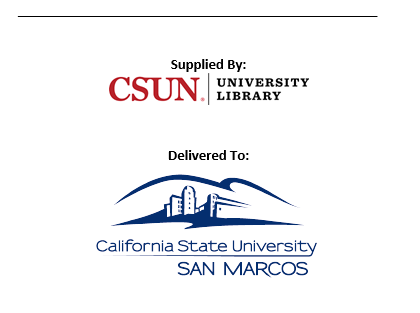 Supplied By:
CSUN® | UNIVERSITY
LIBRARY
Delivered To:
California State University
SAN MARCOS